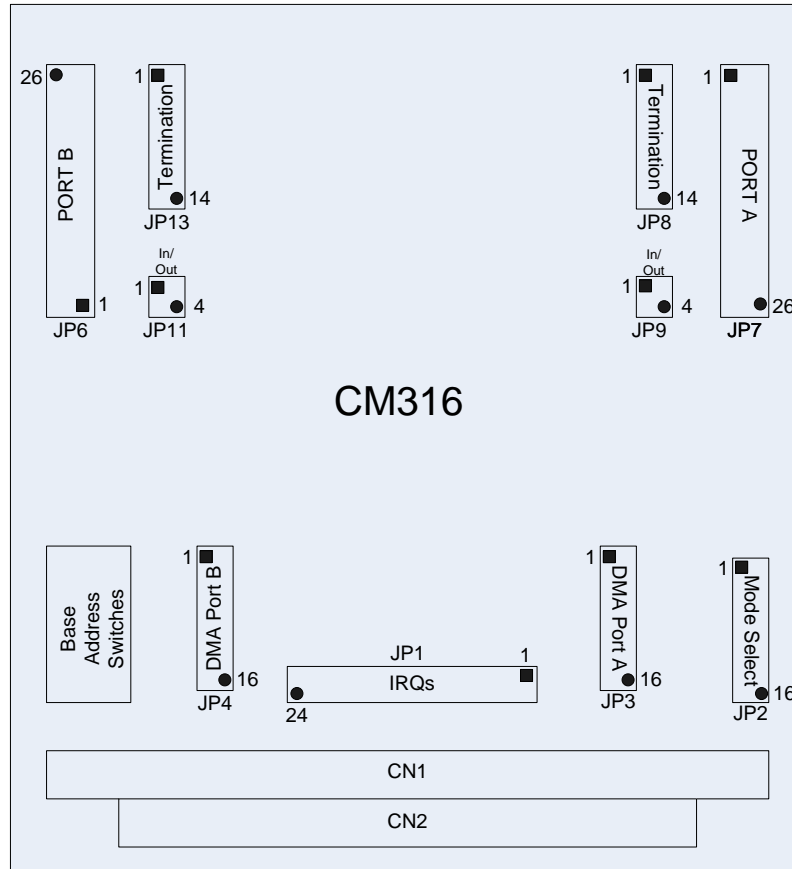 26
PORT B
1
JP6
1
Termination
14
JP13
In/
Out
1
4
JP11
1
Termination
14
JP8
In/
Out
1
4
JP9
1
PORT A
26
JP7
CM316
Base
Address
Switches
1
DMA Port B
16
JP4
JP1
1
IRQs
24
1
DMA Port A
16
JP3
1
Mode Select
16
JP2
CN1
CN2